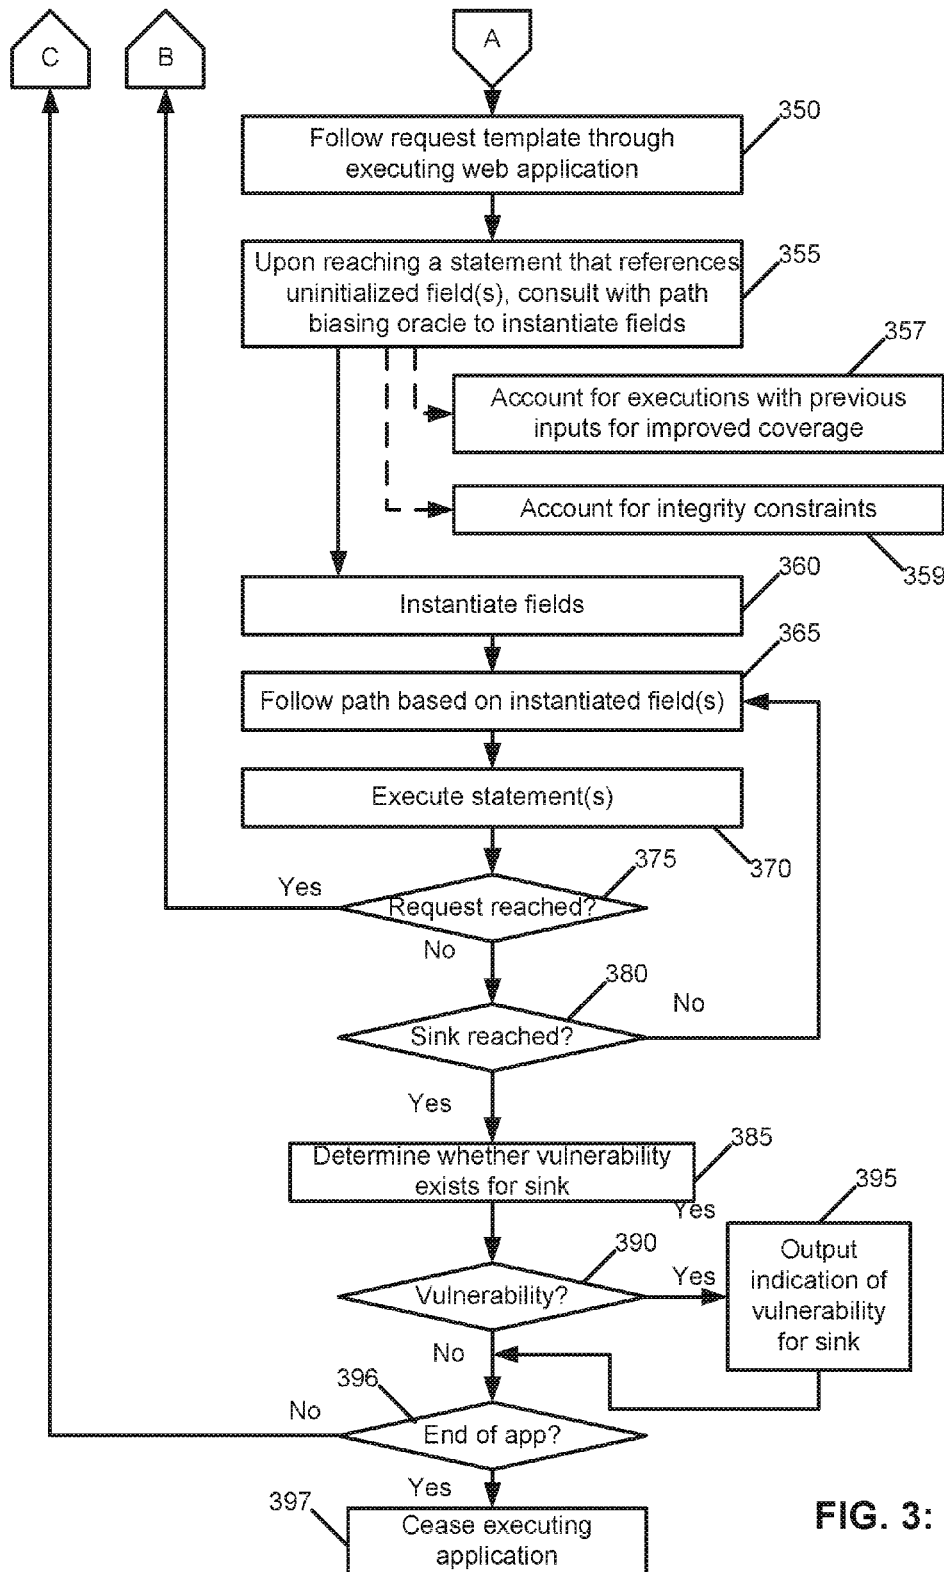 C
B
A
350
Follow request template through
executing web application
355
Upon reaching a statement that references
uninitialized field(s), consult with path
biasing oracle to instantiate fields
357
Account for executions with previous
inputs for improved coverage
Account for integrity constraints
359
360
Instantiate fields
365
Follow path based on instantiated field(s)
Execute statement(s)
370
375
Yes
Request reached?
No
380
No
Sink reached?
Yes
385
Determine whether vulnerability
exists for sink
Yes
395
390
Output
indication of
vulnerability
for sink
Yes
Vulnerability?
No
396
No
End of app?
Yes
397
Cease executing
application
FIG. 3: